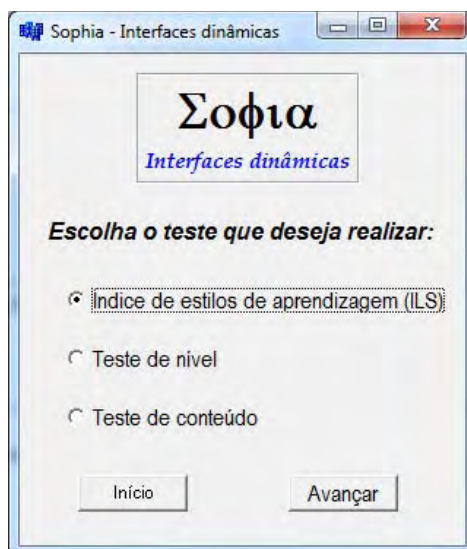 Sophia - Interfaces dinâmicas
Σοφια
Interfaces dinâmicas
Escolha o teste que deseja realizar:
Indice de estilos de aprendizagem (ILS)
Teste de nivel
Teste de conteúdo
Início
Avançar